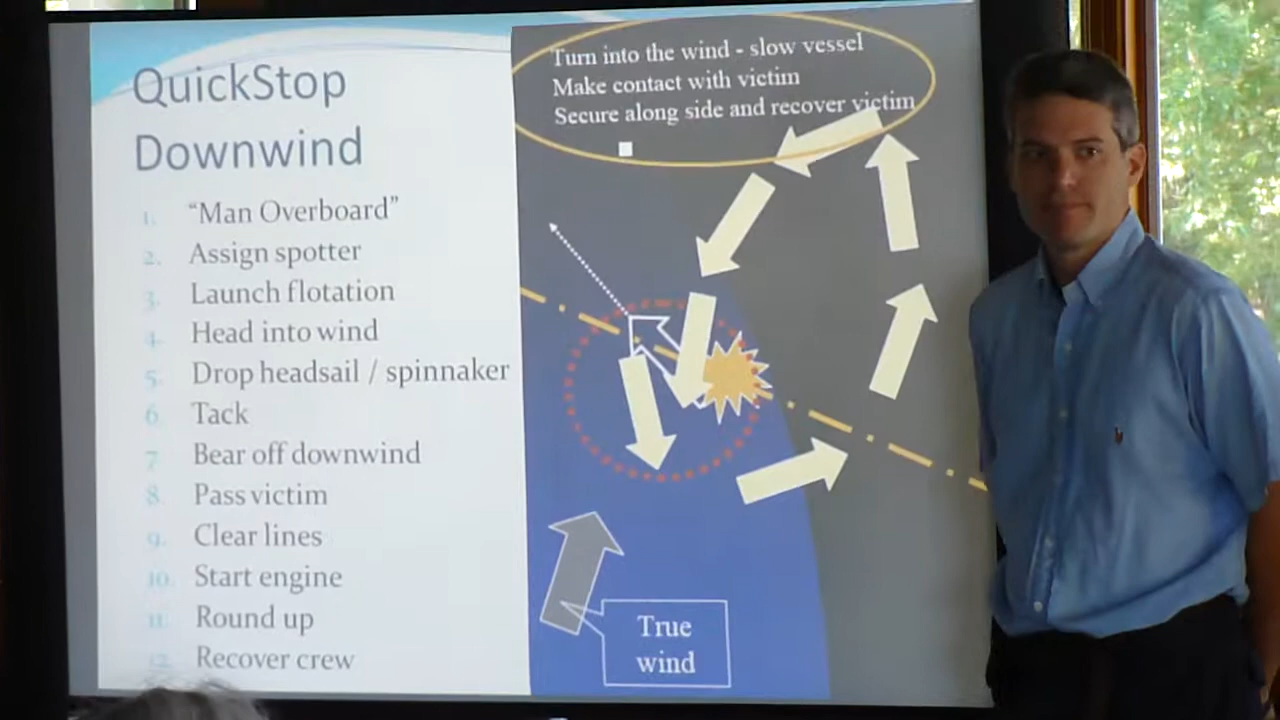 QuickStop
Downwind
1. “Man Overboard”
2. Assign spotter
3. Launch flotation
4. Head into wind
5. Drop headsail / spinnaker
6. Tack
7. Bear off downwind
8. Pass victim
9. Clear lines
10. Start engine
11. Round up
12. Recover crew
Turn into the wind - slow vessel
Make contact with victim
Secure along side and recover victim
True
wind